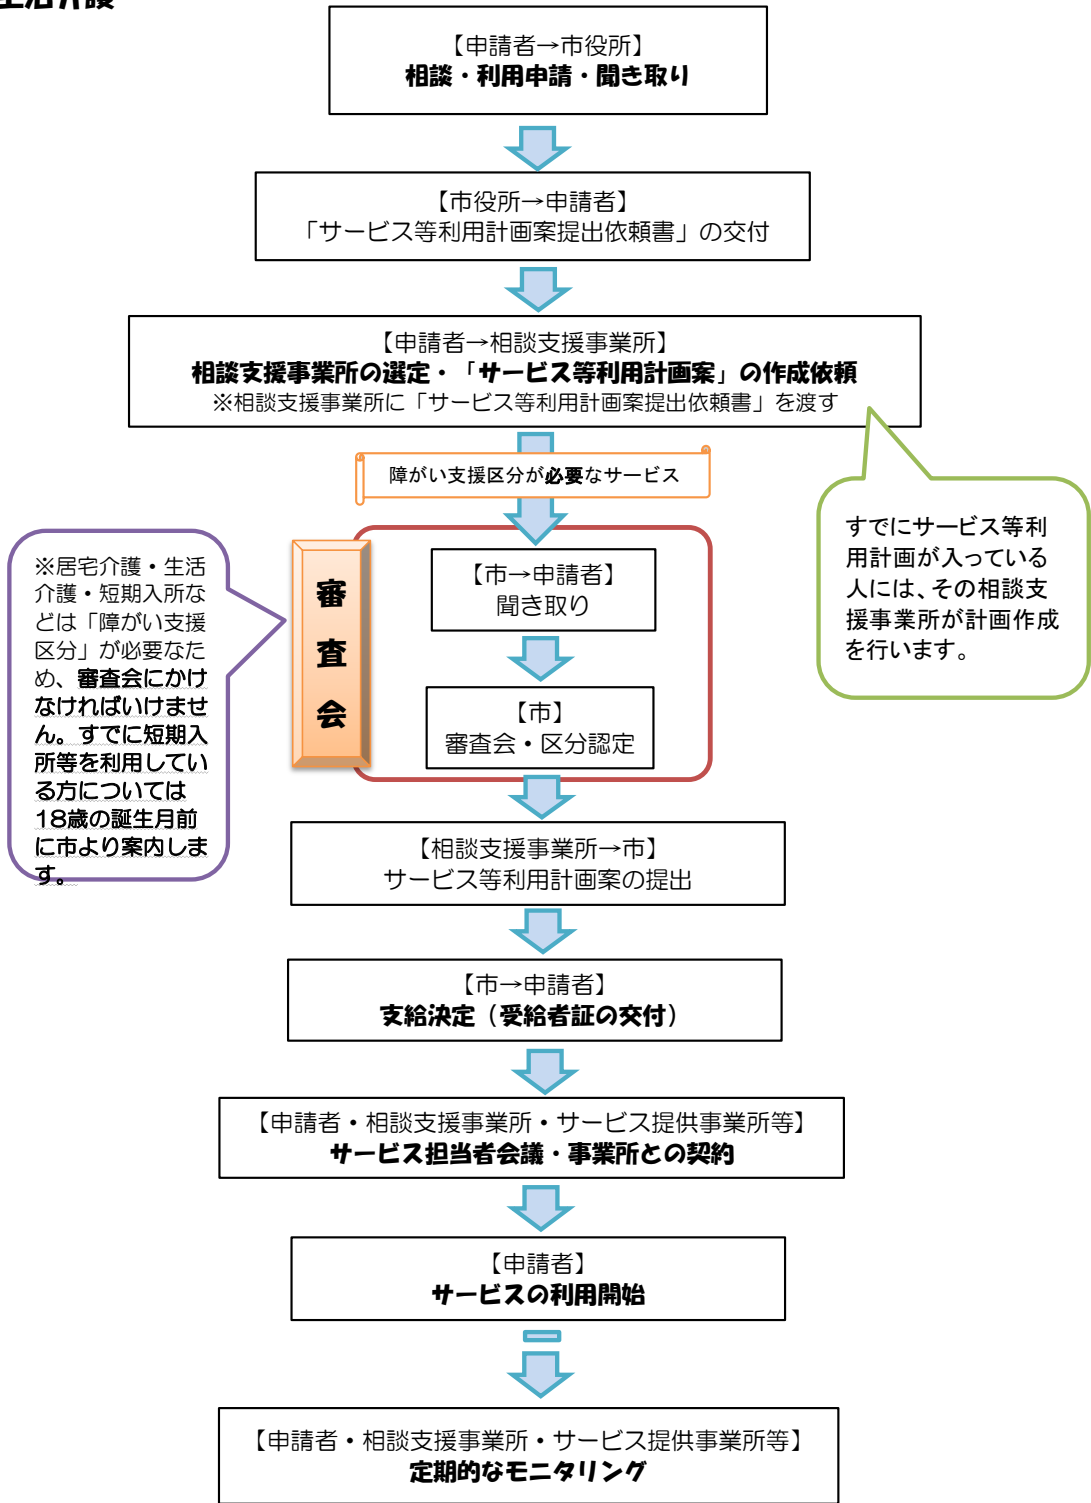 生活介護
【申請者→市役所】
相談・利用申請・聞き取り
【市役所→申請者】
「サービス等利用計画案提出依頼書」の交付
【申請者→相談支援事業所】
相談支援事業所の選定・「サービス等利用計画案」の作成依頼
※相談支援事業所に「サービス等利用計画案提出依頼書」を渡す
障がい支援区分が必要なサービス
すでにサービス等利
用計画が入っている
人には、その相談支
援事業所が計画作成
を行います。
※居宅介護・生活
介護・短期入所な
どは「障がい支援
区分」が必要なた
め、審査会にかけ
なければいけませ
ん。すでに短期入
所等を利用してい
る方については
18歳の誕生月前
に市より案内しま
す。
審
査
会
【市→申請者】
聞き取り
【市】
審査会・区分認定
【相談支援事業所→市】
サービス等利用計画案の提出
【市→申請者】
支給決定（受給者証の交付）
【申請者・相談支援事業所・サービス提供事業所等】
サービス担当者会議・事業所との契約
【申請者】
サービスの利用開始
【申請者・相談支援事業所・サービス提供事業所等】
定期的なモニタリング